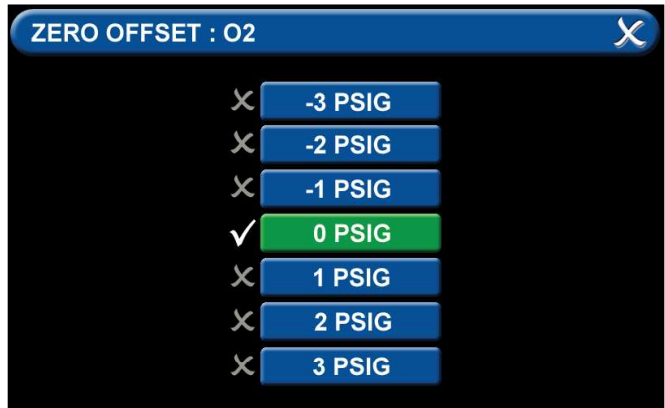 ZERO OFFSET : O2
-3 PSIG
-2 PSIG
-1 PSIG
0 PSIG
1 PSIG
2 PSIG
3 PSIG